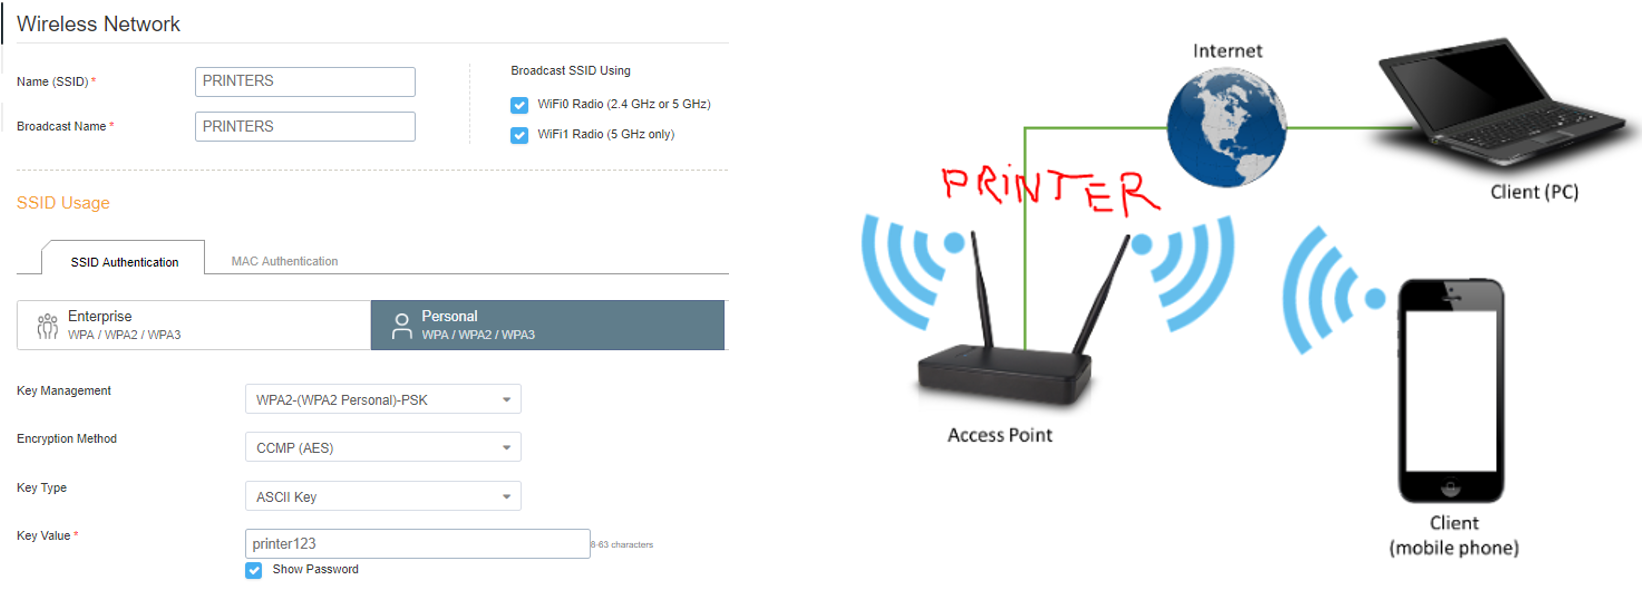 Wireless Network
Name (SSID) *
PRINTERS
Broadcast Name *
PRINTERS
Broadcast SSID Using
WiFi0 Radio (2.4 GHz or 5 GHz)
WiFi1 Radio (5 GHz only)
SSID Usage
SSID Authentication
MAC Authentication
Enterprise
WPA / WPA2 / WPA3
Personal
WPA / WPA2 / WPA3
Key Management
WPA2-(WPA2 Personal)-PSK
Encryption Method
CCMP (AES)
Key Type
ASCII Key
Key Value *
printer123
8-63 characters
Show Password
Internet
PRINTER
Client (PC)
Access Point
Client
(mobile phone)